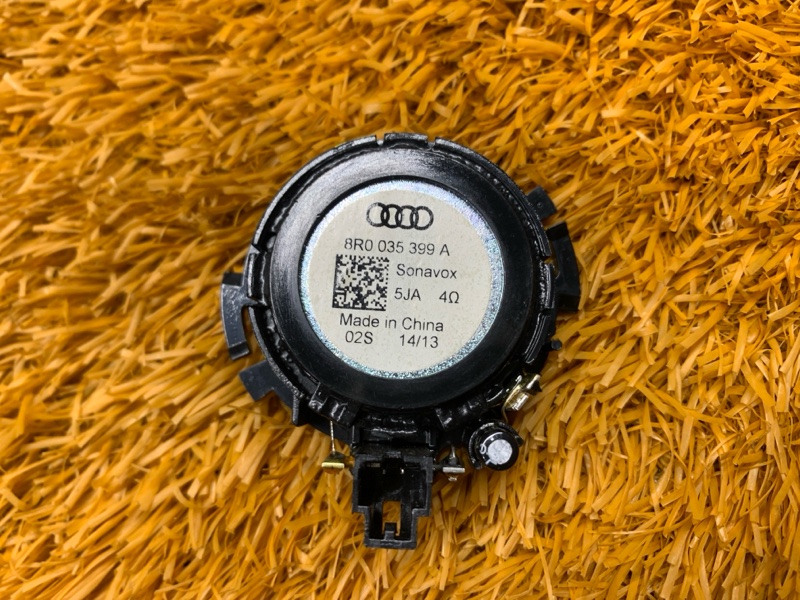 8R0 035 399 A
Sonavox
5JA 4Ω
Made in China
02S 14/13